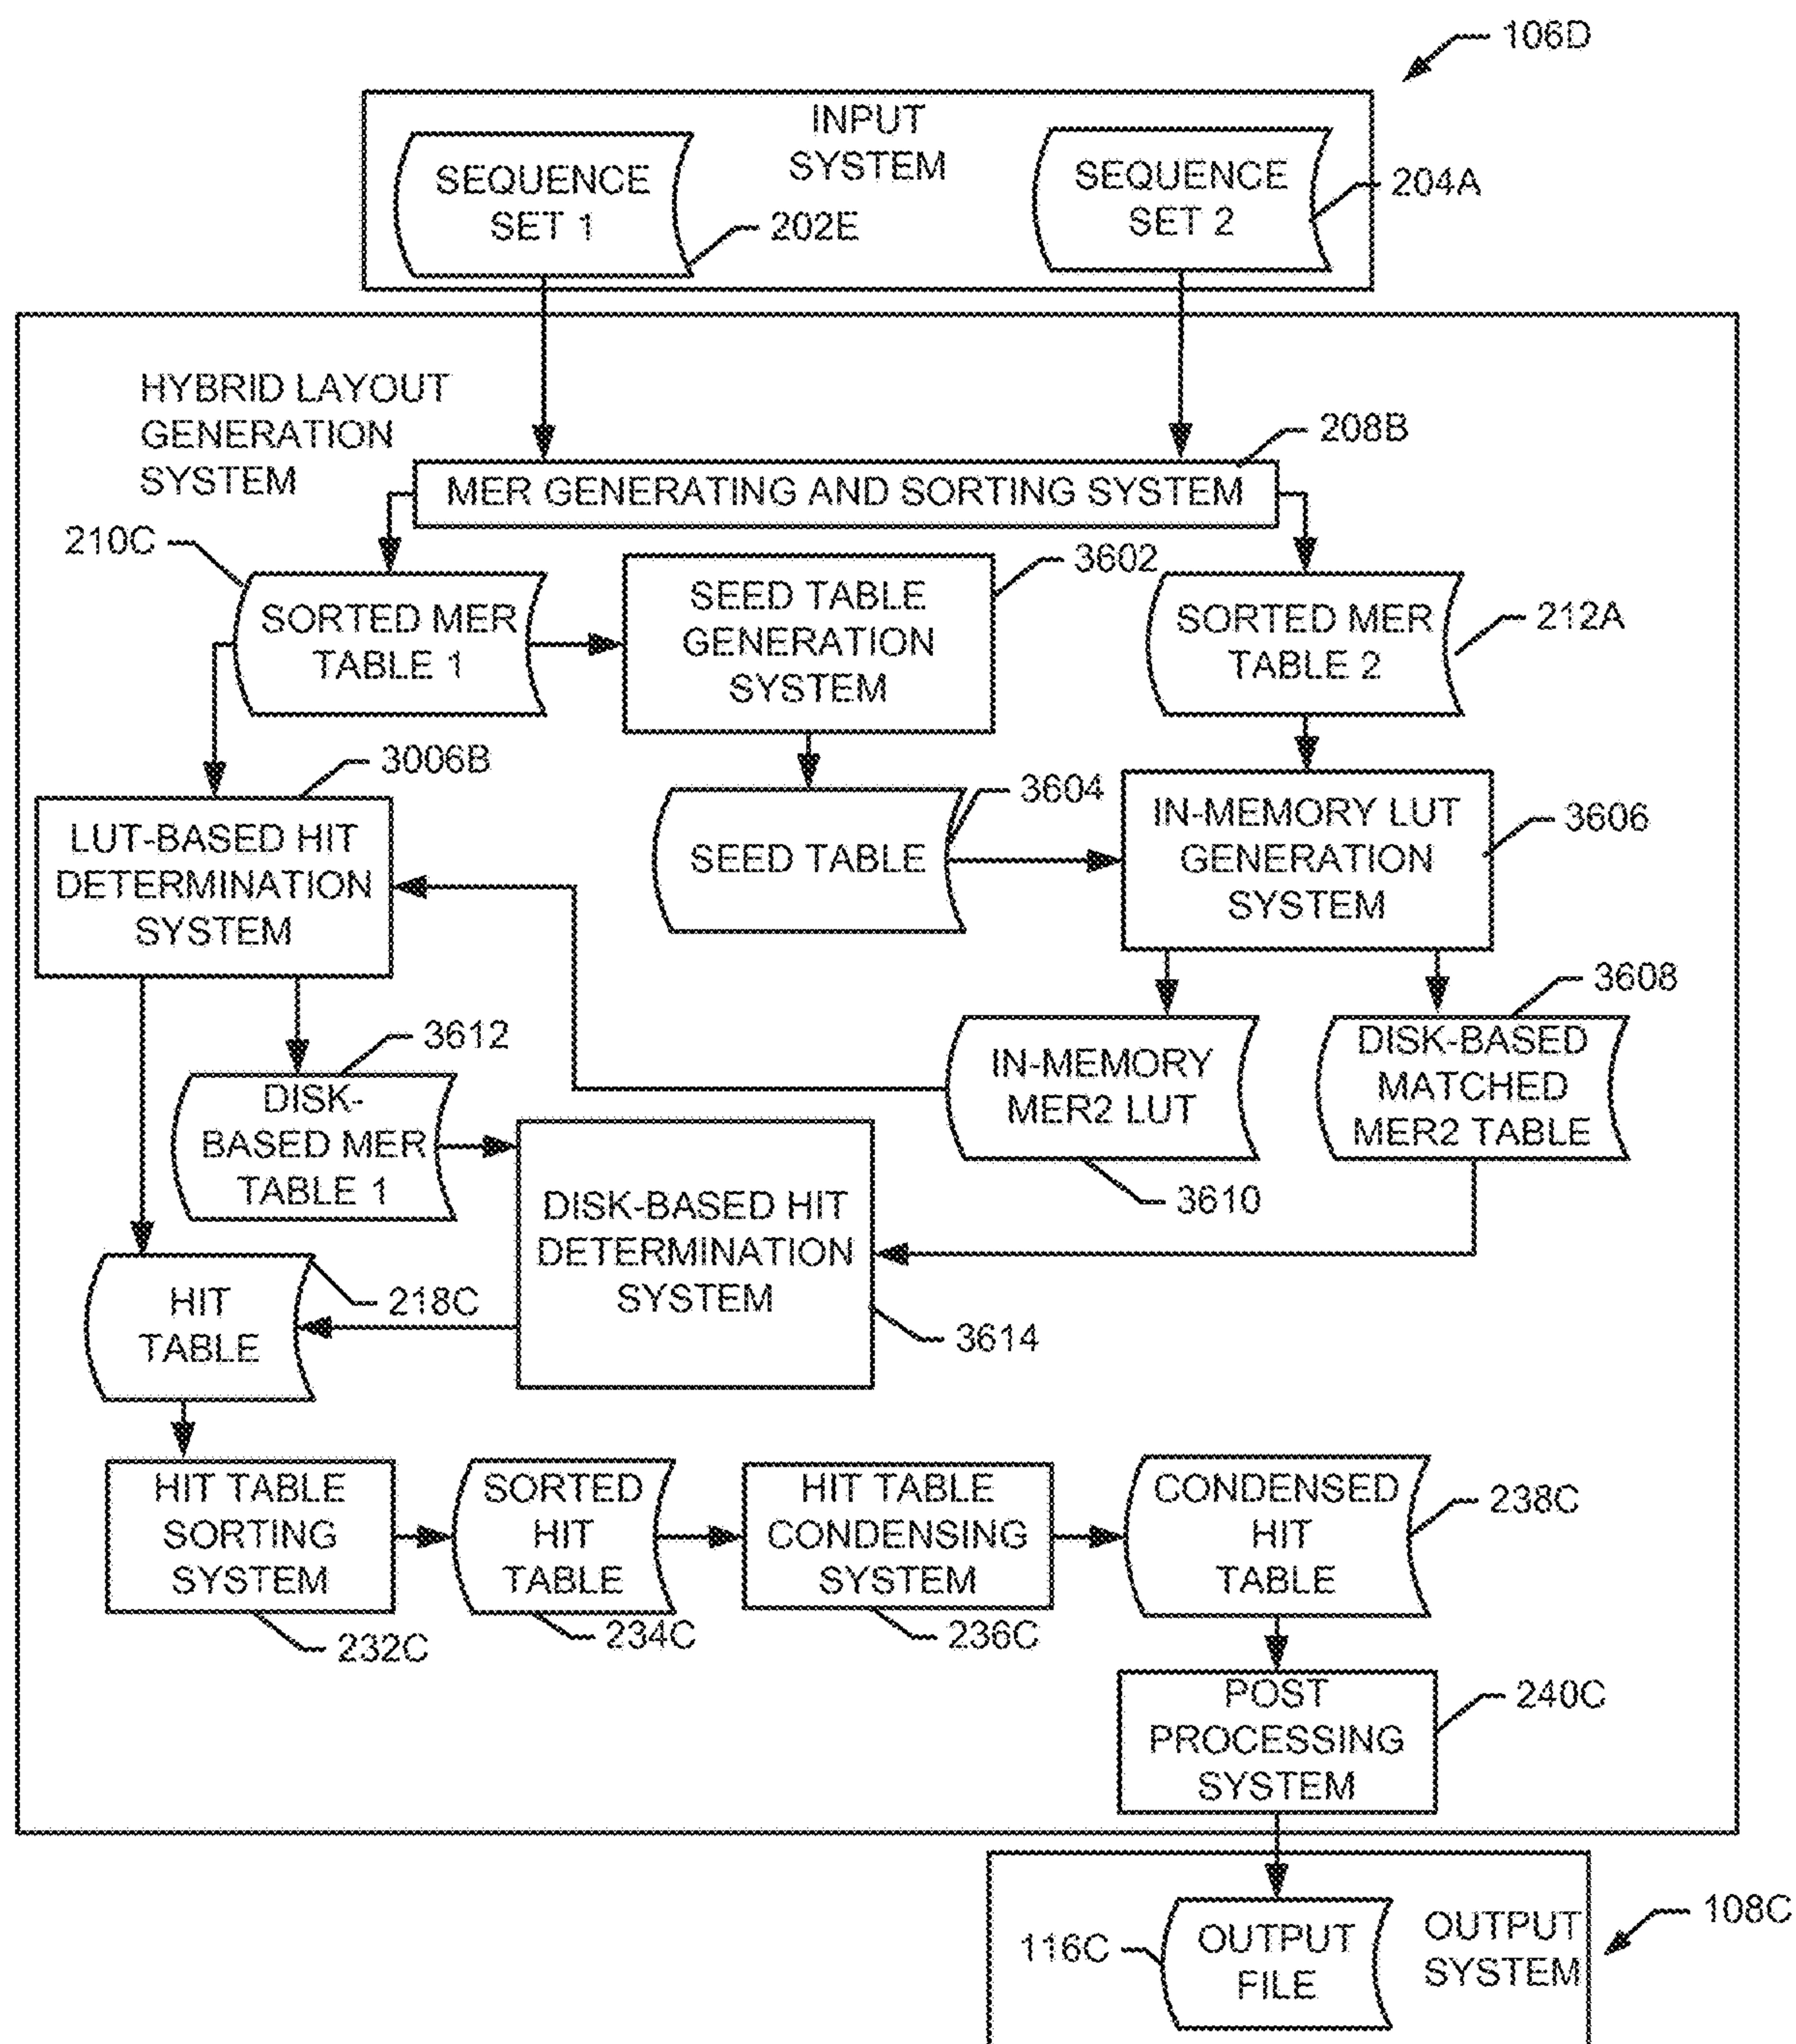 106D
INPUT
SYSTEM
SEQUENCE
SET 1
202E
SEQUENCE
SET 2
204A
HYBRID LAYOUT
GENERATION
SYSTEM
208B
MER GENERATING AND SORTING SYSTEM
210C
SORTED MER
TABLE 1
3602
SEED TABLE
GENERATION
SYSTEM
SORTED MER
TABLE 2
212A
3006B
LUT-BASED HIT
DETERMINATION
SYSTEM
3604
SEED TABLE
IN-MEMORY LUT
GENERATION
SYSTEM
3606
3608
3612
DISK-
BASED MER
TABLE 1
IN-MEMORY
MER2 LUT
3610
DISK-BASED
MATCHED
MER2 TABLE
DISK-BASED HIT
DETERMINATION
SYSTEM
3614
HIT
TABLE
218C
HIT TABLE
SORTING
SYSTEM
232C
SORTED
HIT
TABLE
234C
HIT TABLE
CONDENSING
SYSTEM
236C
CONDENSED
HIT
TABLE
238C
POST
PROCESSING
SYSTEM
240C
116C
OUTPUT
FILE
OUTPUT
SYSTEM
108C